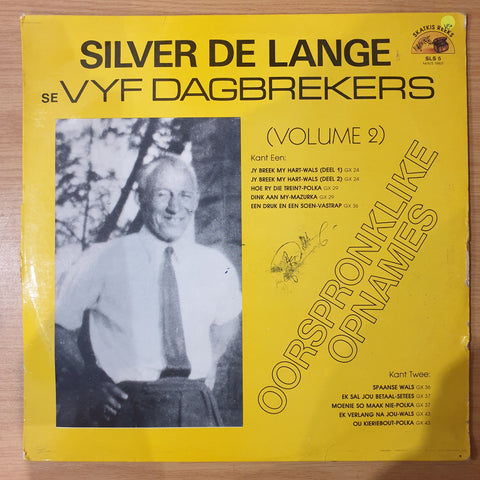 SKATKIS REEKS
SLS 5
SILVER DE LANGE
SE VYF DAGBREKERS
(VOLUME 2)
Kant Een:
JY BREEK MY HART-WALS (DEEL 1) GX 24
JY BREEK MY HART-WALS (DEEL 2) GX 24
HOE RY DIE TREIN?-POLKA GX 29
DINK AAN MY-MAZURKA GX 29
EEN DRUK EN EEN SOEN-VASTRAP GX 36
OORSPRONKLIKE
OPNAMES
Kant Twee:
SPAANSE WALS GX 36
EK SAL JOU BETAAL-SETEES GX 37
MOENIE SO MAAK NIE-POLKA GX 37
EK VERLANG NA JOU-WALS GX 43
OU KIERIEBOUT-POLKA GX 43